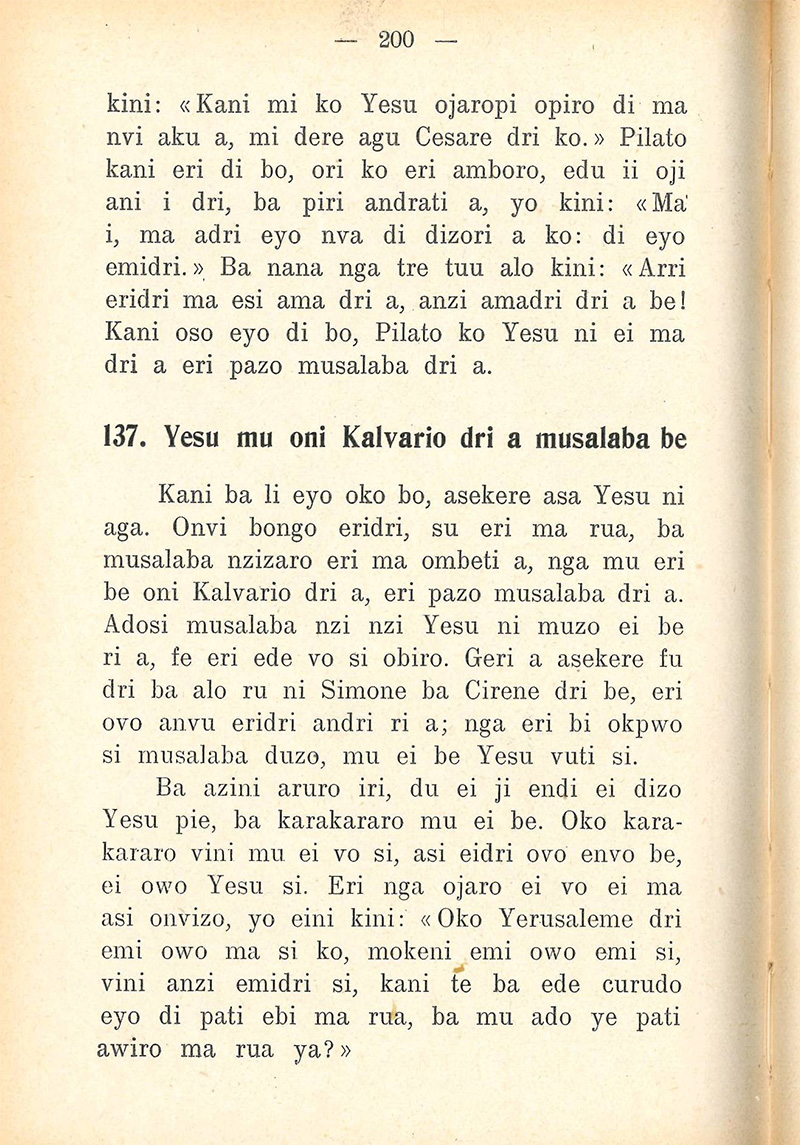 — 200 —
kini: «Kani mi ko Yesu ojaropi opiro di ma
nvi aku a, mi dere agu Cesare dri ko.» Pilato
kani eri di bo, ori ko eri amboro, edu ii oji
ani i dri, ba piri andrati a, yo kini: «Ma'
i, ma adri eyo nva di dizori a ko: di eyo
emidri.» Ba nana nga tre tuu alo kini: «Arri
eridri ma esi ama dri a, anzi amadri dri a be!
Kani oso eyo di bo, Pilato ko Yesu ni ei ma
dri a eri pazo musalaba dri a.
137. Yesu mu oni Kalvario dri a musalaba be
Kani ba li eyo oko bo, asekere asa Yesu ni
aga. Onvi bongo eridri, su eri ma rua, ba
musalaba nzizaro eri ma ombeti a, nga mu eri
be oni Kalvario dri a, eri pazo musalaba dri a.
Adosi musalaba nzi nzi Yesu ni muzo ei be
ri a, fe eri ede vo si obiro. Geri a asekere fu
dri ba alo ru ni Simone ba Cirene dri be, eri
ovo anvu eridri andri ri a; nga eri bi okpwo
si musalaba duzo, mu ei be Yesu vuti si.
Ba azini aruro iri, du ei ji endi ei dizo
Yesu pie, ba karakararo mu ei be. Oko kara-
kararo vini mu ei vo si, asi eidri ovo envo be,
ei owo Yesu si. Eri nga ojaro ei vo ei ma
asi onvizo, yo eini kini: «Oko Yerusaleme dri
emi owo ma si ko, mokeni emi owo emi si,
vini anzi emidri si, kani te ba ede curudo
eyo di pati ebi ma rua, ba mu ado ye pati
awiro ma rua ya?»